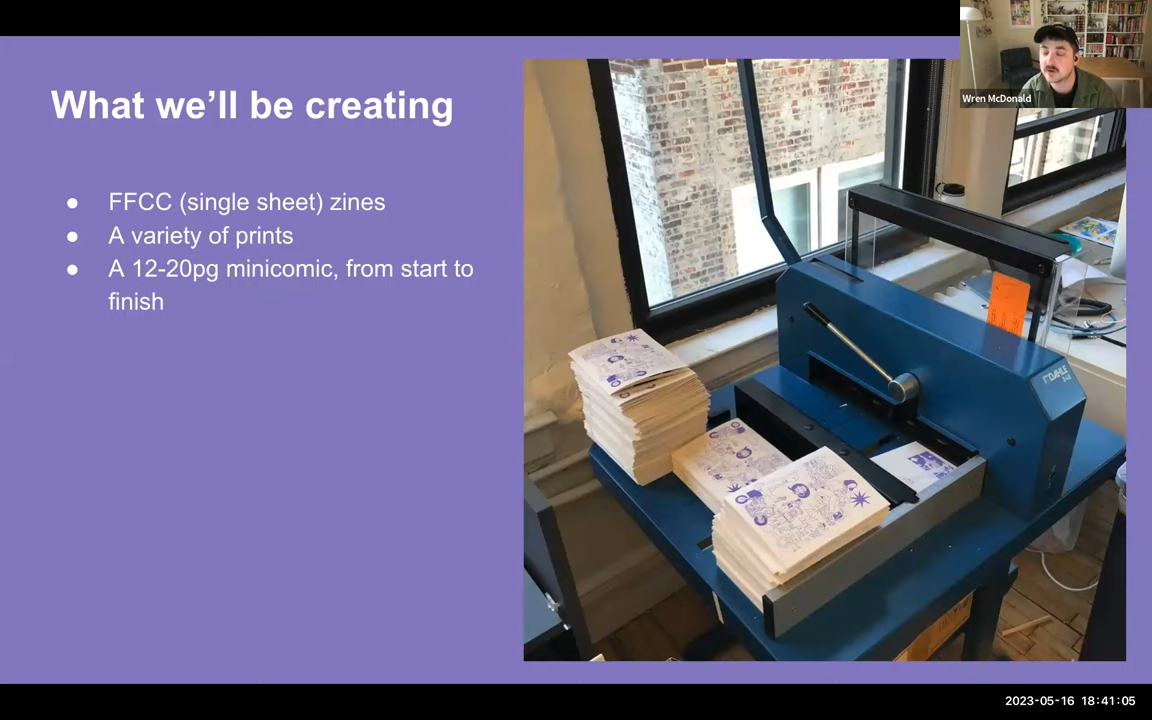 What we’ll be creating
● FFCC (single sheet) zines
● A variety of prints
● A 12-20pg minicomic, from start to
finish
DAHLE
Wren McDonald
2023-05-16 18:41:05